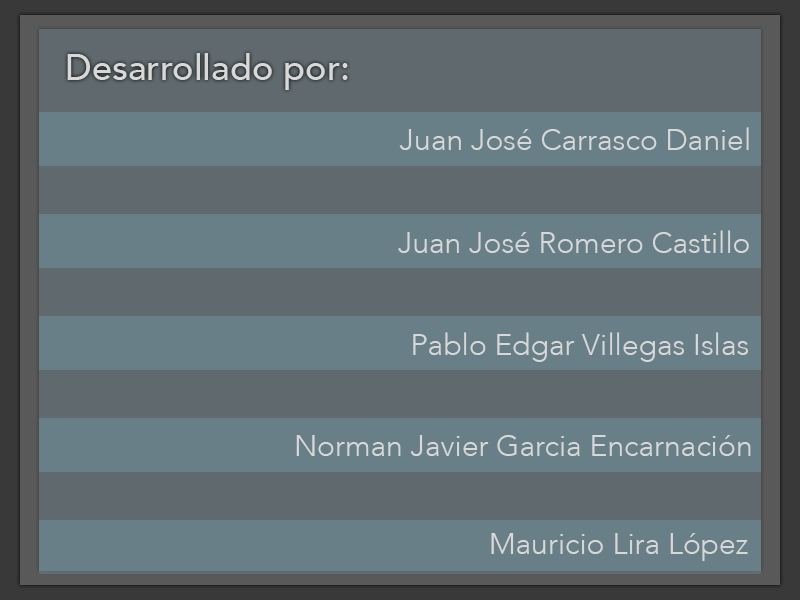 Desarrollado por:
Juan José Carrasco Daniel
Juan José Romero Castillo
Pablo Edgar Villegas Islas
Norman Javier Garcia Encarnación
Mauricio Lira López